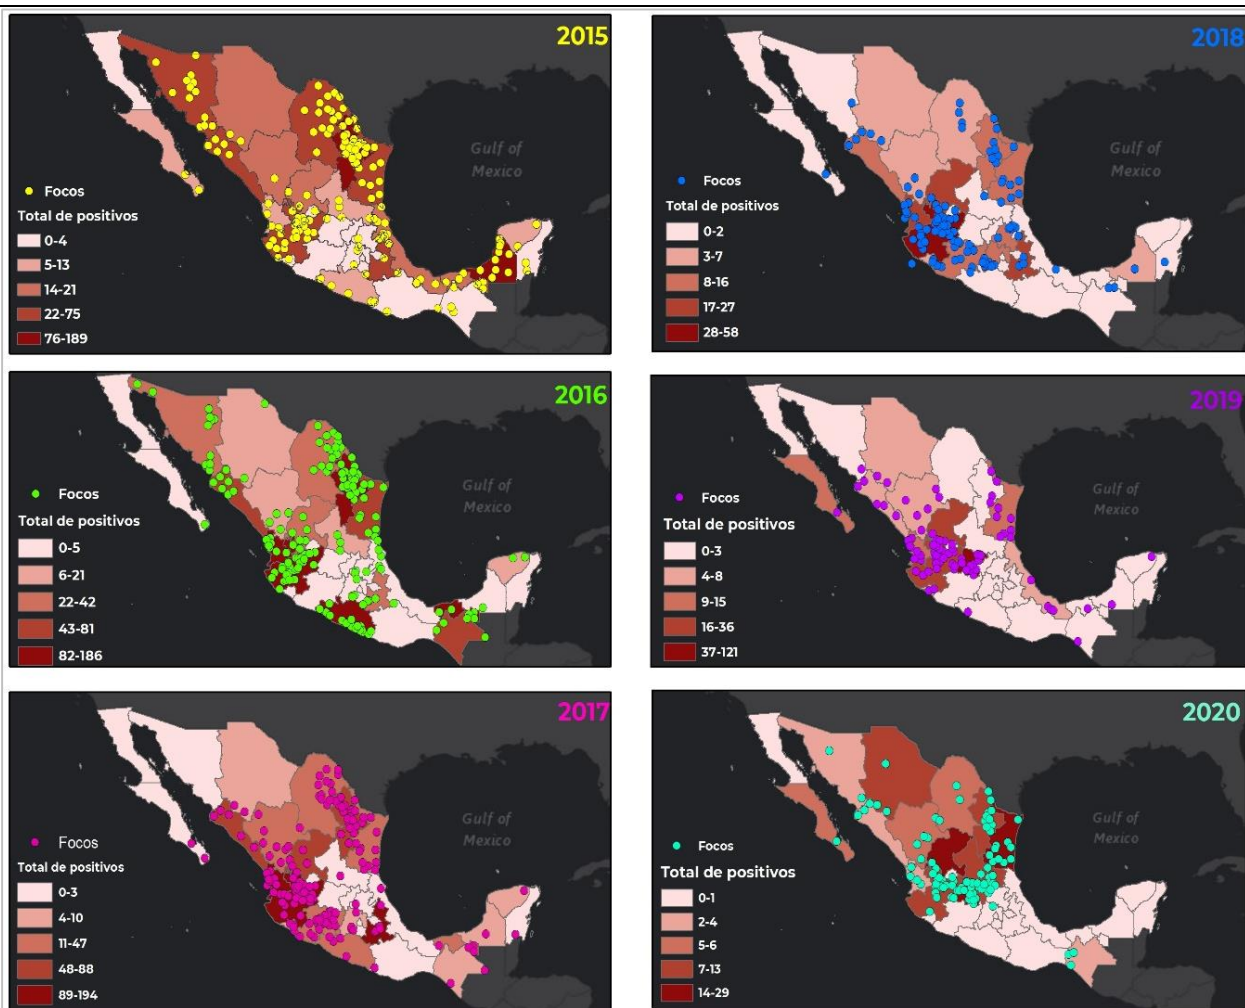 2015
Gulf of
Mexico
Focos
Total de positivos
0-4
5-13
14-21
22-75
76-189
2018
Gulf of
Mexico
Focos
Total de positivos
0-2
3-7
8-16
17-27
28-58
2016
Gulf of
Mexico
Focos
Total de positivos
0-5
6-21
22-42
43-81
82-186
2019
Gulf of
Mexico
Focos
Total de positivos
0-3
4-8
9-15
16-36
37-121
2017
Gulf of
Mexico
Focos
Total de positivos
0-3
4-10
11-47
48-88
89-194
2020
Gulf of
Mexico
Focos
Total de positivos
0-1
2-4
5-6
7-13
14-29